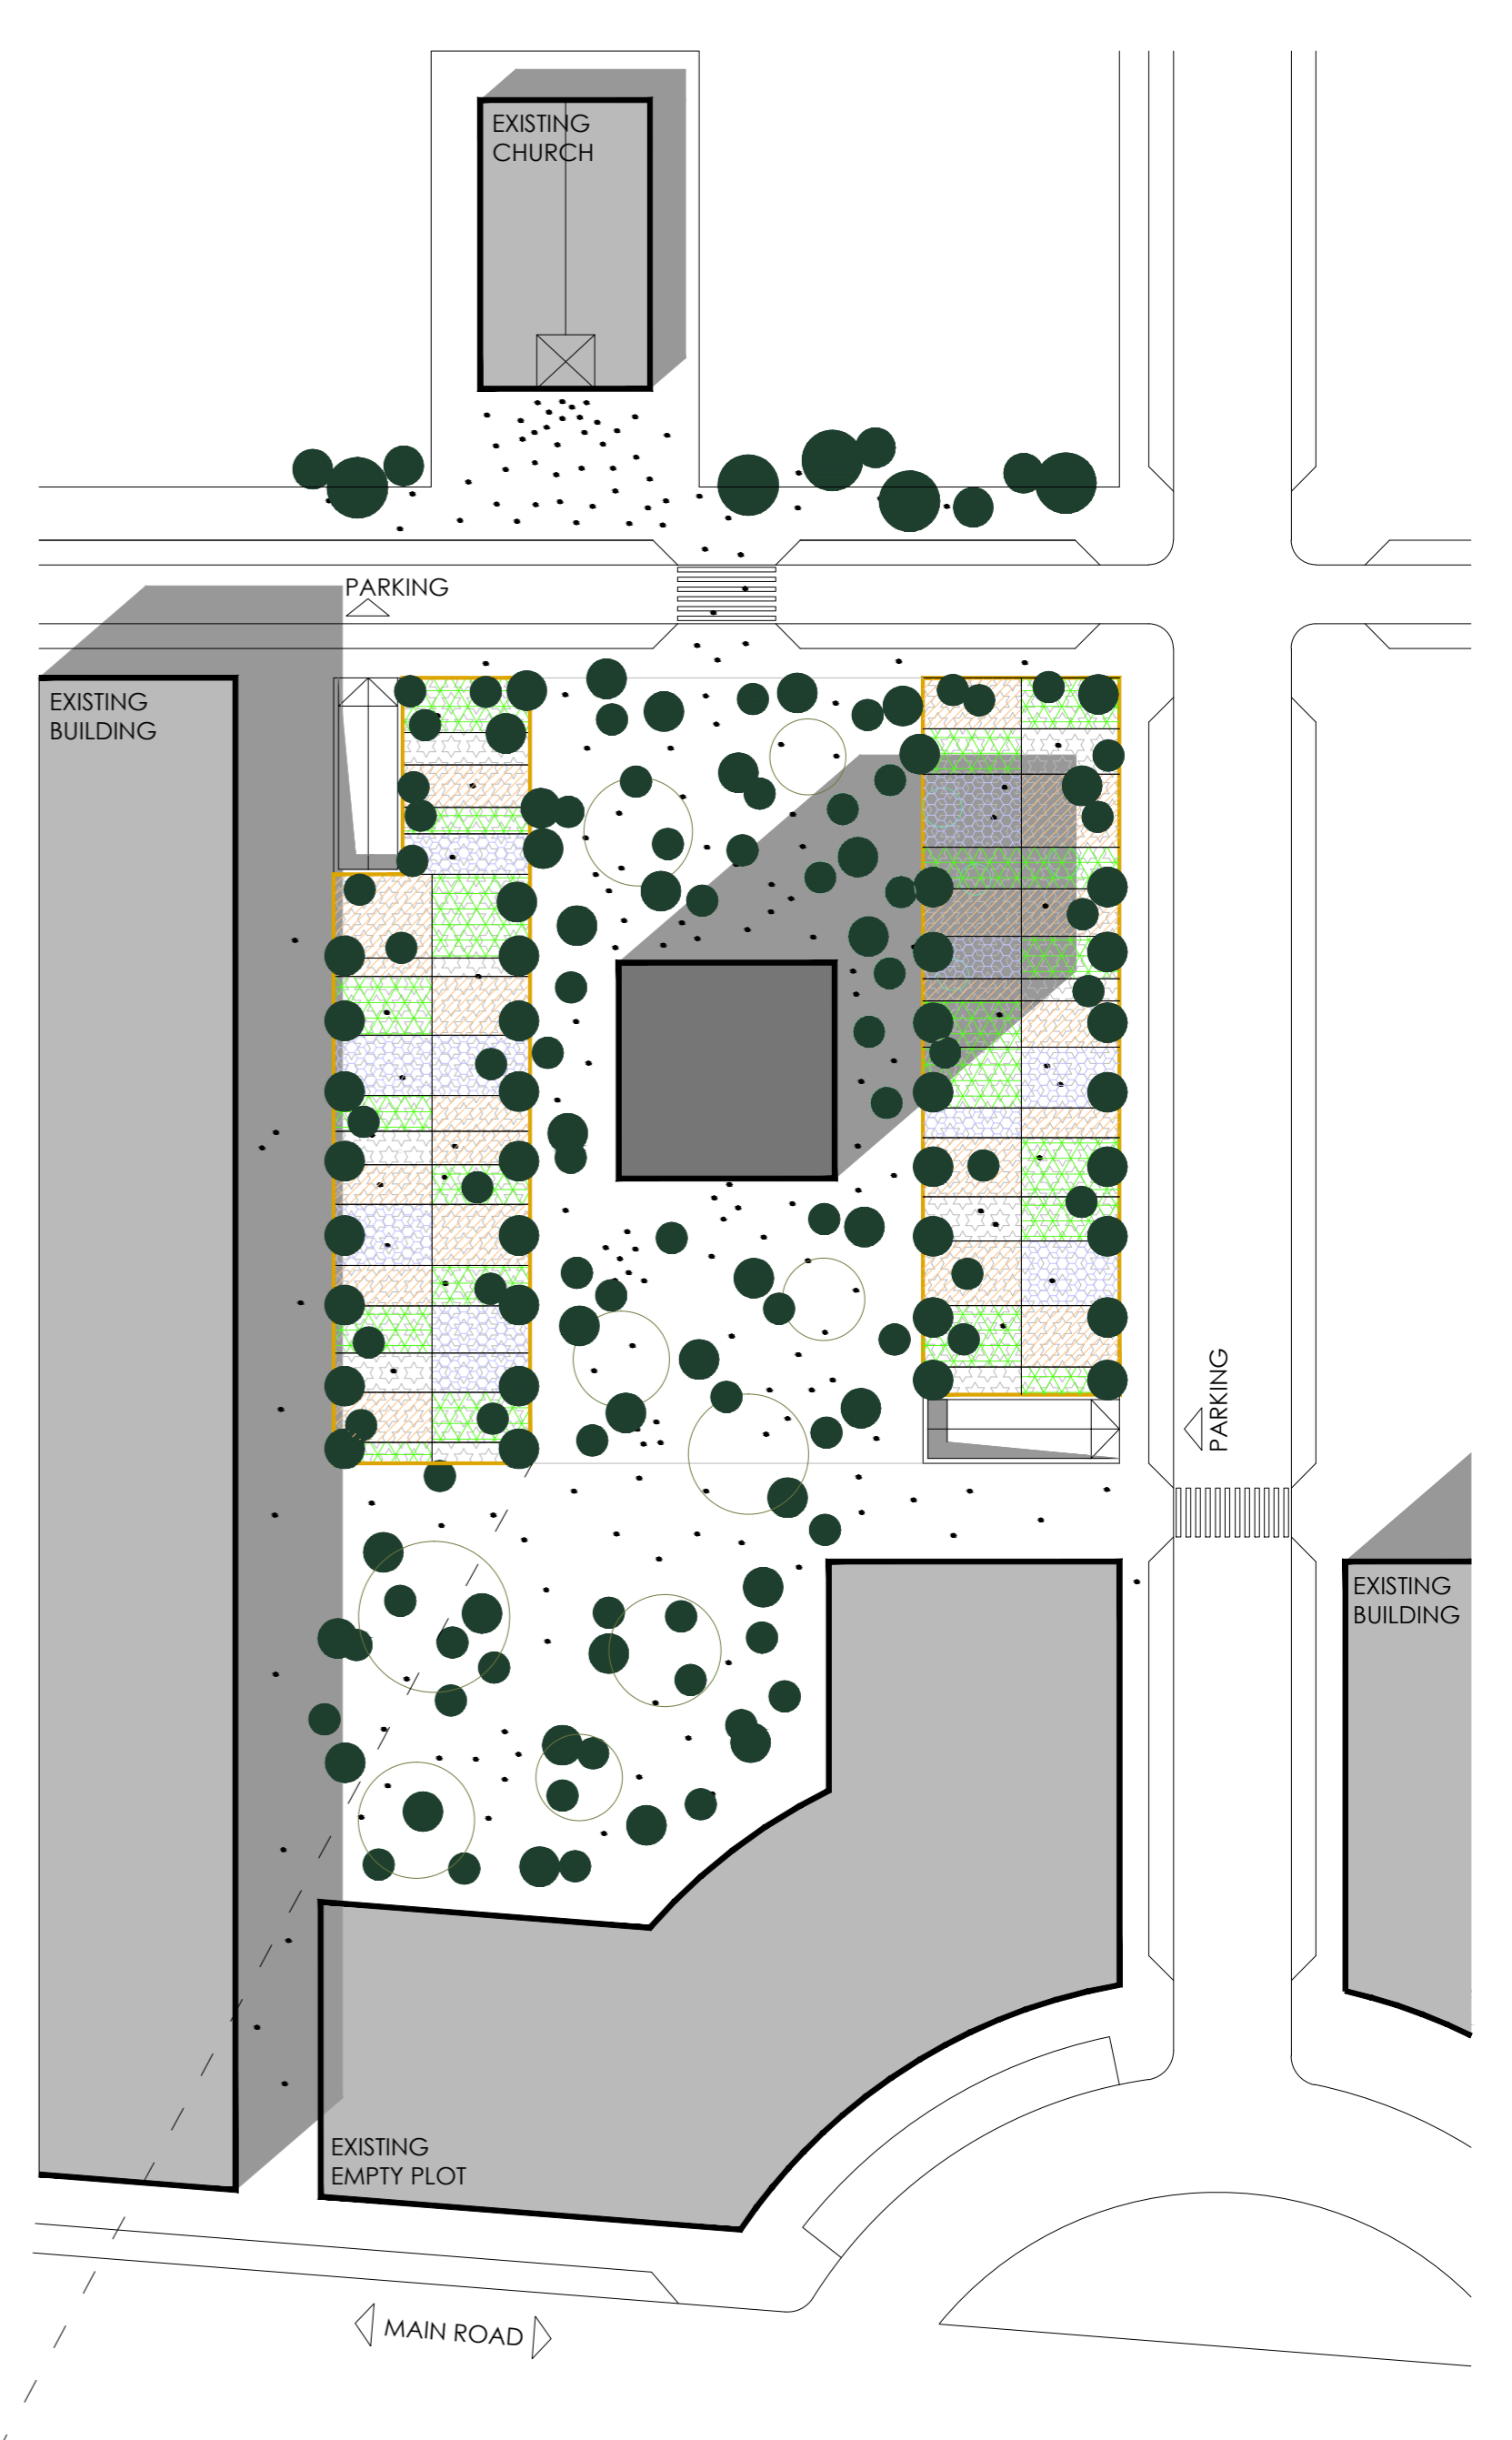 EXISTING
CHURCH
PARKING
EXISTING
BUILDING
PARKING
EXISTING
BUILDING
EXISTING
EMPTY PLOT
MAIN ROAD